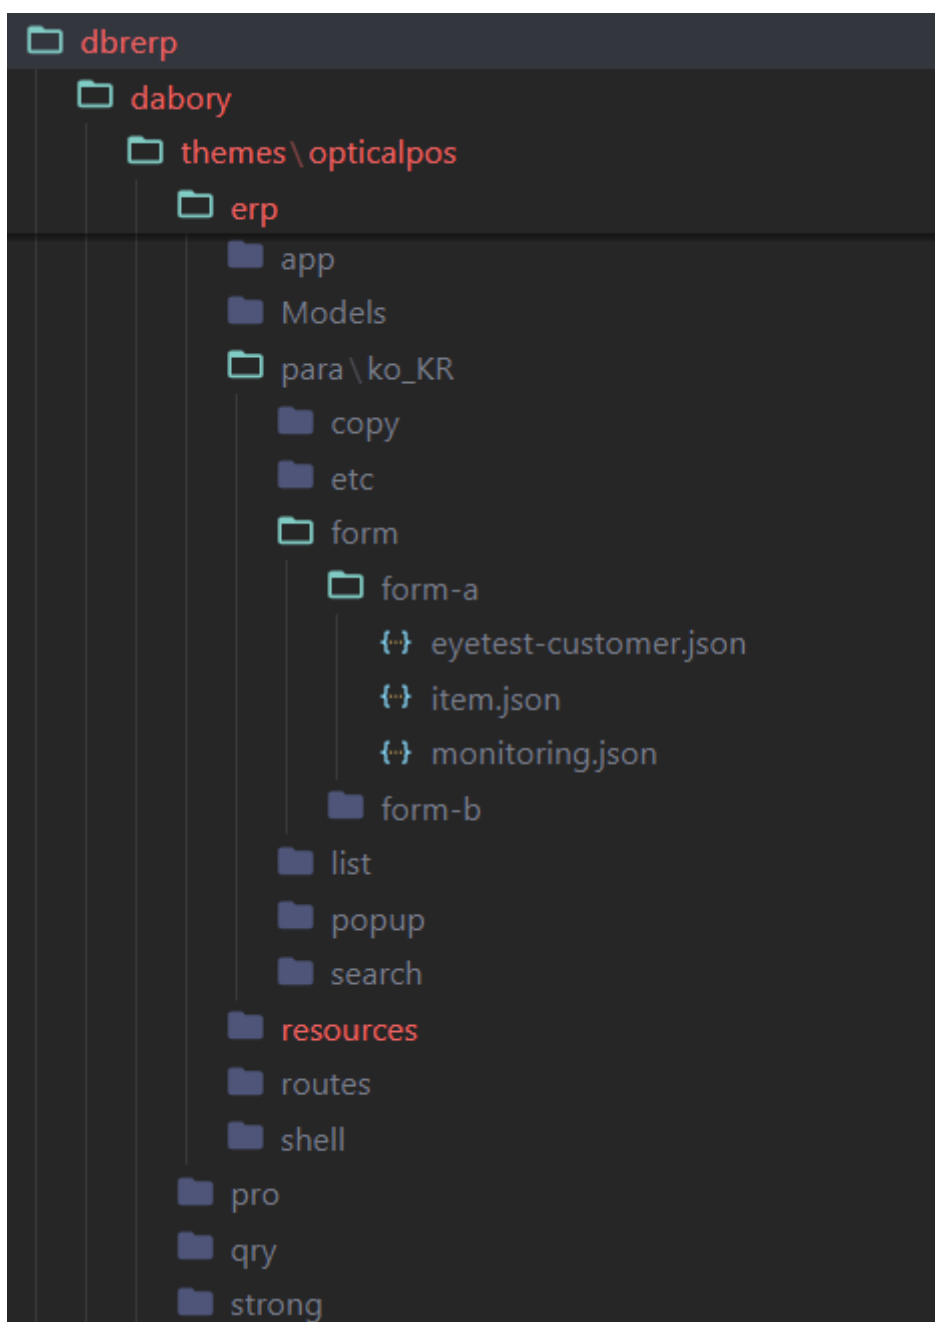 dbrerp
dabory
themes\opticalpos
erp
app
Models
para\ko_KR
copy
etc
form
form-a
eyetest-customer.json
item.json
monitoring.json
form-b
list
popup
search
resources
routes
shell
pro
qry
strong